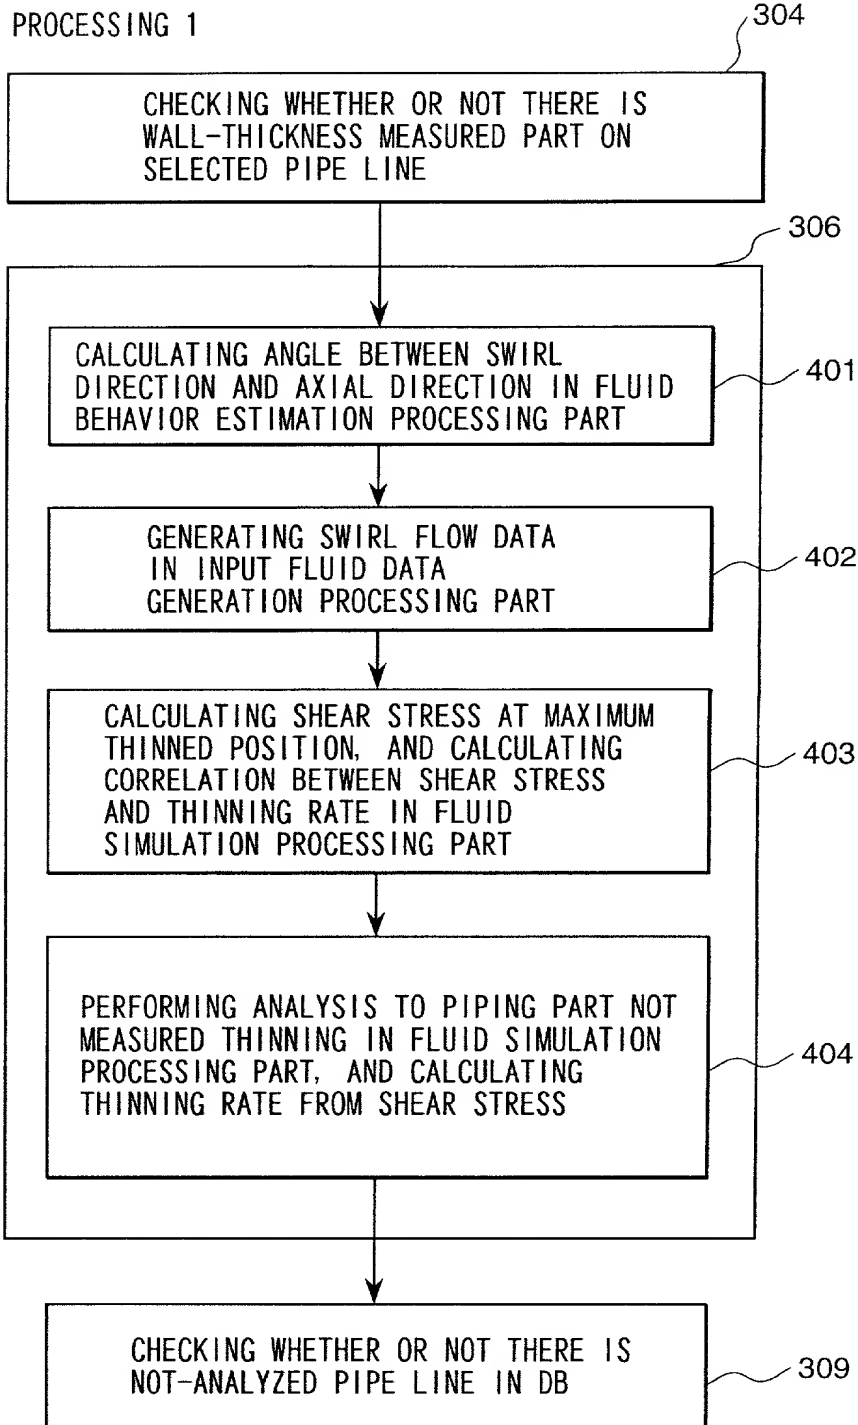 PROCESSING 1
304
CHECKING WHETHER OR NOT THERE IS
WALL-THICKNESS MEASURED PART ON
SELECTED PIPE LINE
306
CALCULATING ANGLE BETWEEN SWIRL
DIRECTION AND AXIAL DIRECTION IN FLUID
BEHAVIOR ESTIMATION PROCESSING PART
401
GENERATING SWIRL FLOW DATA
IN INPUT FLUID DATA
GENERATION PROCESSING PART
402
CALCULATING SHEAR STRESS AT MAXIMUM
THINNED POSITION, AND CALCULATING
CORRELATION BETWEEN SHEAR STRESS
AND THINNING RATE IN FLUID
SIMULATION PROCESSING PART
403
PERFORMING ANALYSIS TO PIPING PART NOT
MEASURED THINNING IN FLUID SIMULATION
PROCESSING PART, AND CALCULATING
THINNING RATE FROM SHEAR STRESS
404
CHECKING WHETHER OR NOT THERE IS
NOT-ANALYZED PIPE LINE IN DB
309